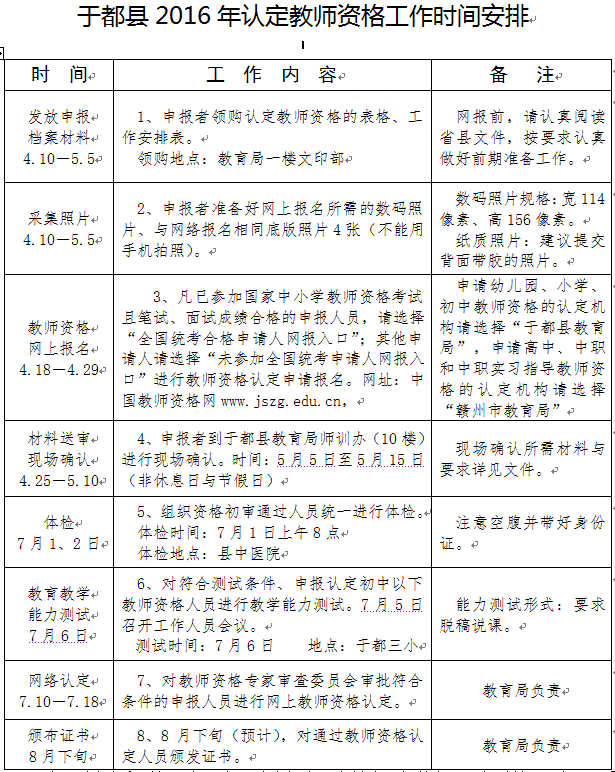 于都县 2016 年认定教师资格工作时间安排
时 间
工 作 内 容
备 注
发放申报
档案材料
4.10—5.5
1、申报者领购认定教师资格的表格、工
作安排表。
领购地点：教育局一楼文印部
网报前，请认真阅读
省县文件，按要求认真
做好前期准备工作。
采集照片
4.10—5.5
2、申报者准备好网上报名所需的数码照
片、与网络报名相同底版照片 4 张（不能用
手机拍照）。
数码照片规格：宽 114
像素、高 156 像素。
纸质照片：建议提交
背面带胶的照片。
教师资格
网上报名
4.18—4.29
3、凡已参加国家中小学教师资格考试
且笔试、面试成绩合格的申报人员，请选择
“全国统考合格申请人网报入口”；其他申
请人请选择“未参加全国统考申请人网报入
口”进行教师资格认定申请报名。网址：中
国教师资格网 www.jszg.edu.cn，
申请幼儿园、小学、
初中教师资格的认定机
构请选择“于都县教育
局”，申请高中、中职
和中职实习指导教师资
格的认定机构请选择
“赣州市教育局”
材料送审
现场确认
4.25—5.10
4、申报者到于都县教育局师训办（10 楼）
进行现场确认。时间：5 月 5 日至 5 月 15 日
（非休息日与节假日）
现场确认所需材料与
要求详见文件。
体检
7 月 1、2 日
5、组织资格初审通过人员统一进行体检。
体检时间：7 月 1 日上午 8 点
体检地点：县中医院
注意空腹并带好身份
证。
教育教学
能力测试
7 月 6 日
6、对符合测试条件、申报认定初中以下
教师资格人员进行教学能力测试。7 月 5 日
召开工作人员会议。
测试时间：7 月 6 日 地点：于都三小
能力测试形式：要求
脱稿说课。
网络认定
7.10—7.18
7、对教师资格专家审查委员会审批符合
条件的申报人员进行网上教师资格认定。
教育局负责
颁布证书
8 月下旬
8、8 月下旬（预计），对通过教师资格认
定人员颁发证书。
教育局负责